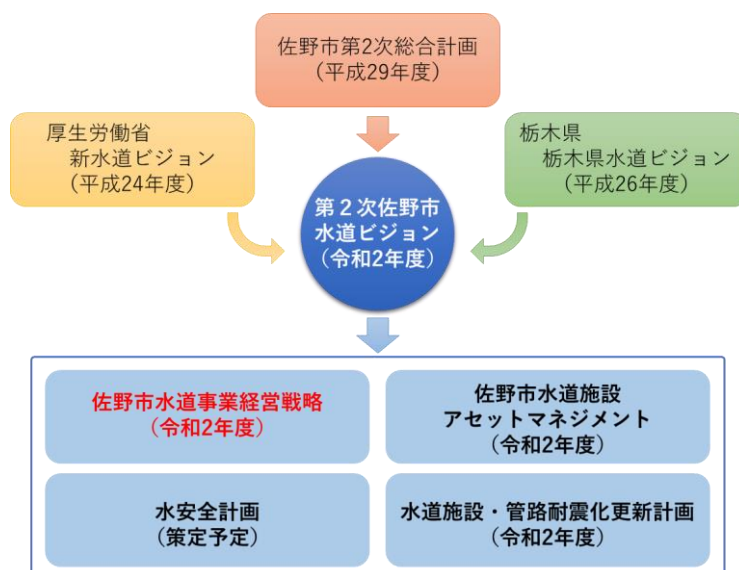 佐野市第2次総合計画
（平成29年度）
厚生労働省
新水道ビジョン
（平成24年度）
栃木県
栃木県水道ビジョン
（平成26年度）
第２次佐野市
水道ビジョン
（令和2年度）
佐野市水道事業経営戦略
（令和2年度）
佐野市水道施設
アセットマネジメント
（令和2年度）
水安全計画
（策定予定）
水道施設・管路耐震化更新計画
（令和2年度）